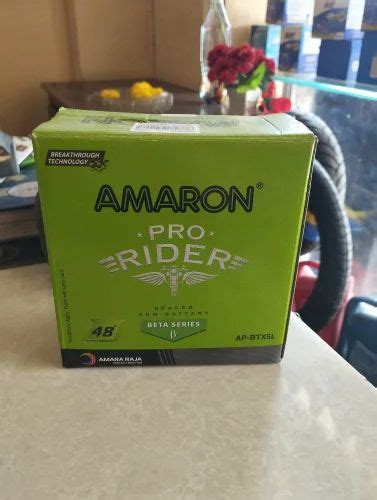 BREAKTHROUGH
TECHNOLOGY
AMARON®
PRO
RIDER
SEALED
AGM BATTERY
BETA SERIES
β
48
AP-BTX5L
AMARA RAJA